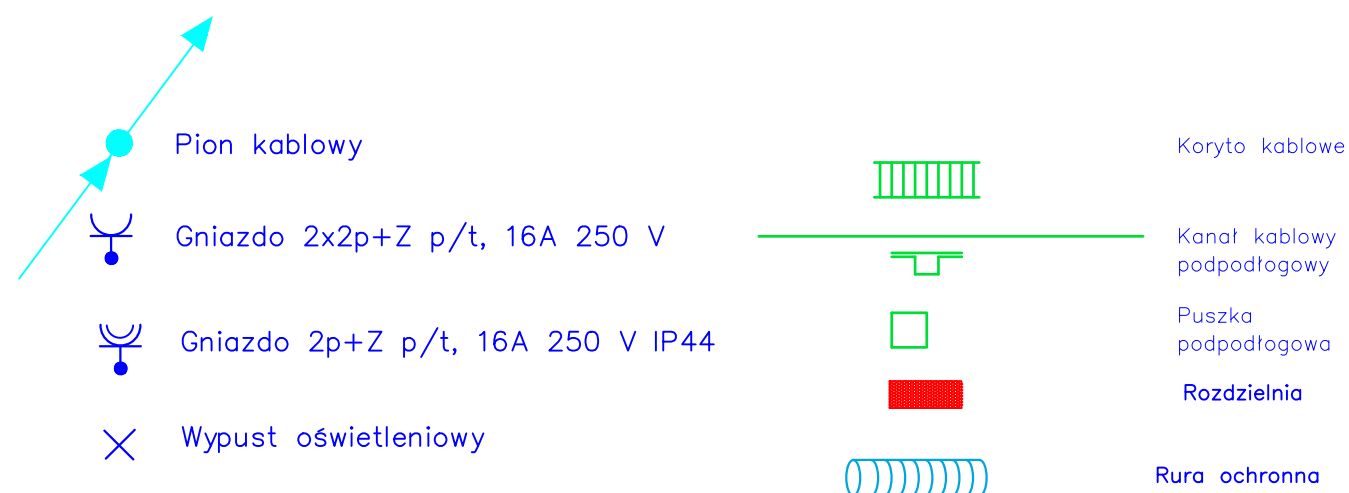 Pion kablowy
Gniazdo 2x2p+Z p/t, 16A 250 V
Gniazdo 2p+Z p/t, 16A 250 V IP44
Wypust oświetleniowy
Koryto kablowe
Kanał kablowy
podpodłogowy
Puszka
podpodłogowa
Rozdzielnia
Rura ochronna